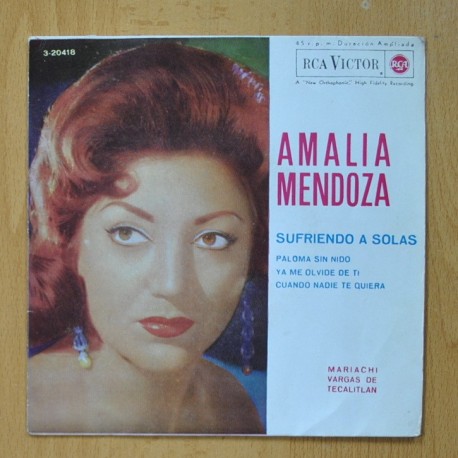 3-20418
45 r. p. m. Duración Ampliada
RCA VICTOR
RCA
A "New Orthophonic" High Fidelity Recording
AMALIA
MENDOZA
SUFRIENDO A SOLAS
PALOMA SIN NIDO
YA ME OLVIDE DE TI
CUANDO NADIE TE QUIERA
MARIACHI
VARGAS DE
TECALITLAN